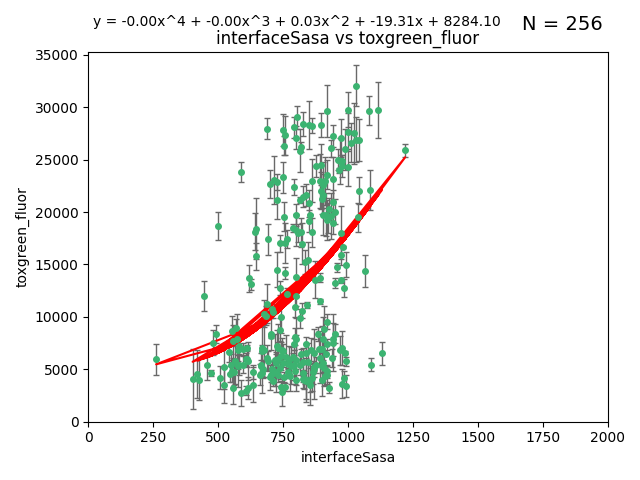 y = -0.00x^4 + -0.00x^3 + 0.03x^2 + -19.31x + 8284.10
N = 256
interfaceSasa vs toxgreen_fluor
35000
30000
25000
20000
15000
10000
5000
0
toxgreen_fluor
0 250 500 750 1000 1250 1500 1750 2000
interfaceSasa